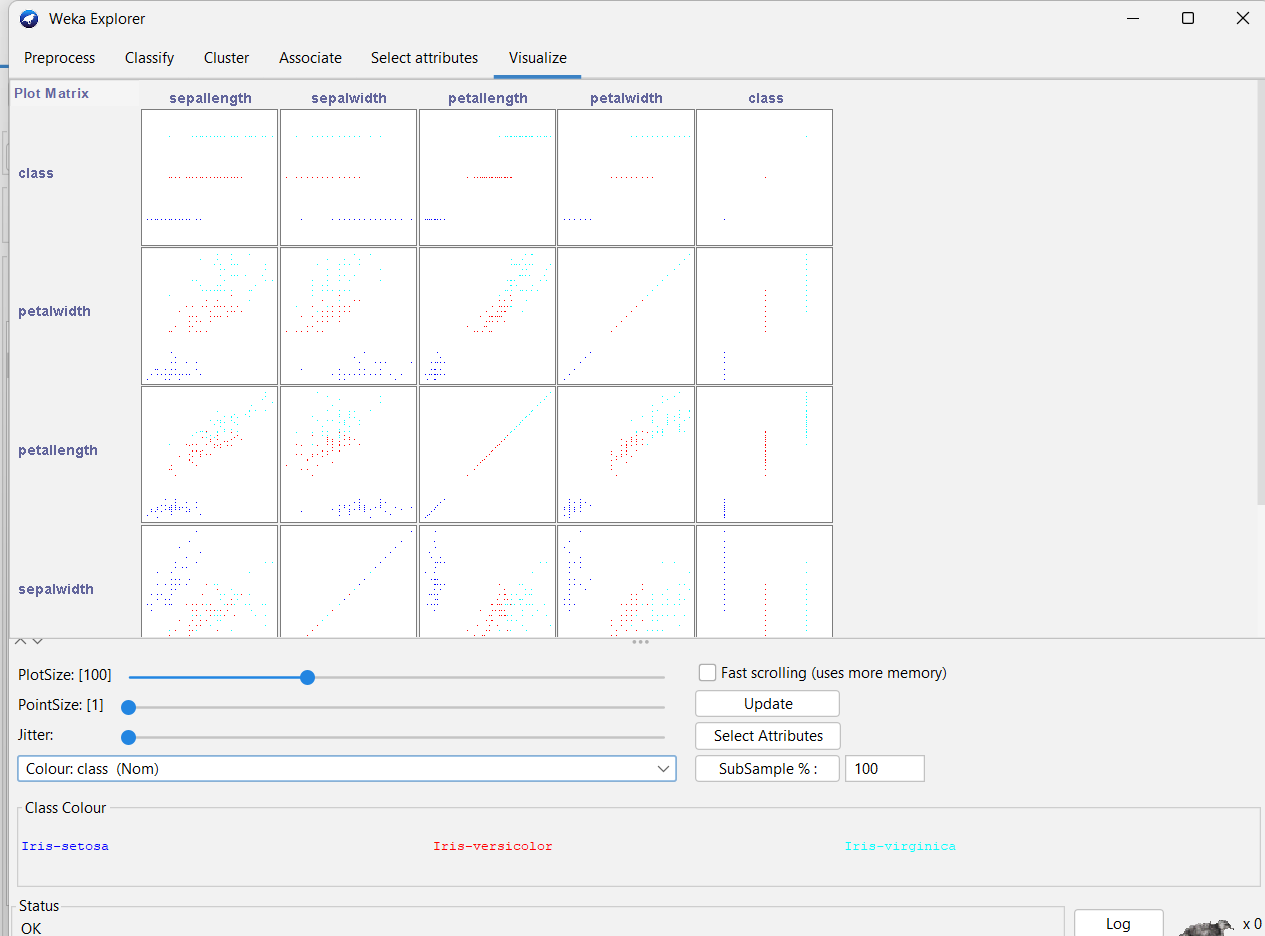 Weka Explorer
Preprocess Classify Cluster Associate Select attributes Visualize
Plot Matrix
sepallength sepalwidth petallength petalwidth class
class
petalwidth
petallength
sepalwidth
PlotSize: [100]
Fast scrolling (uses more memory)
PointSize: [1]
Update
Jitter:
Select Attributes
Colour: class (Nom)
SubSample % : 100
Class Colour
Iris-setosa Iris-versicolor Iris-virginica
Status
OK
Log x 0